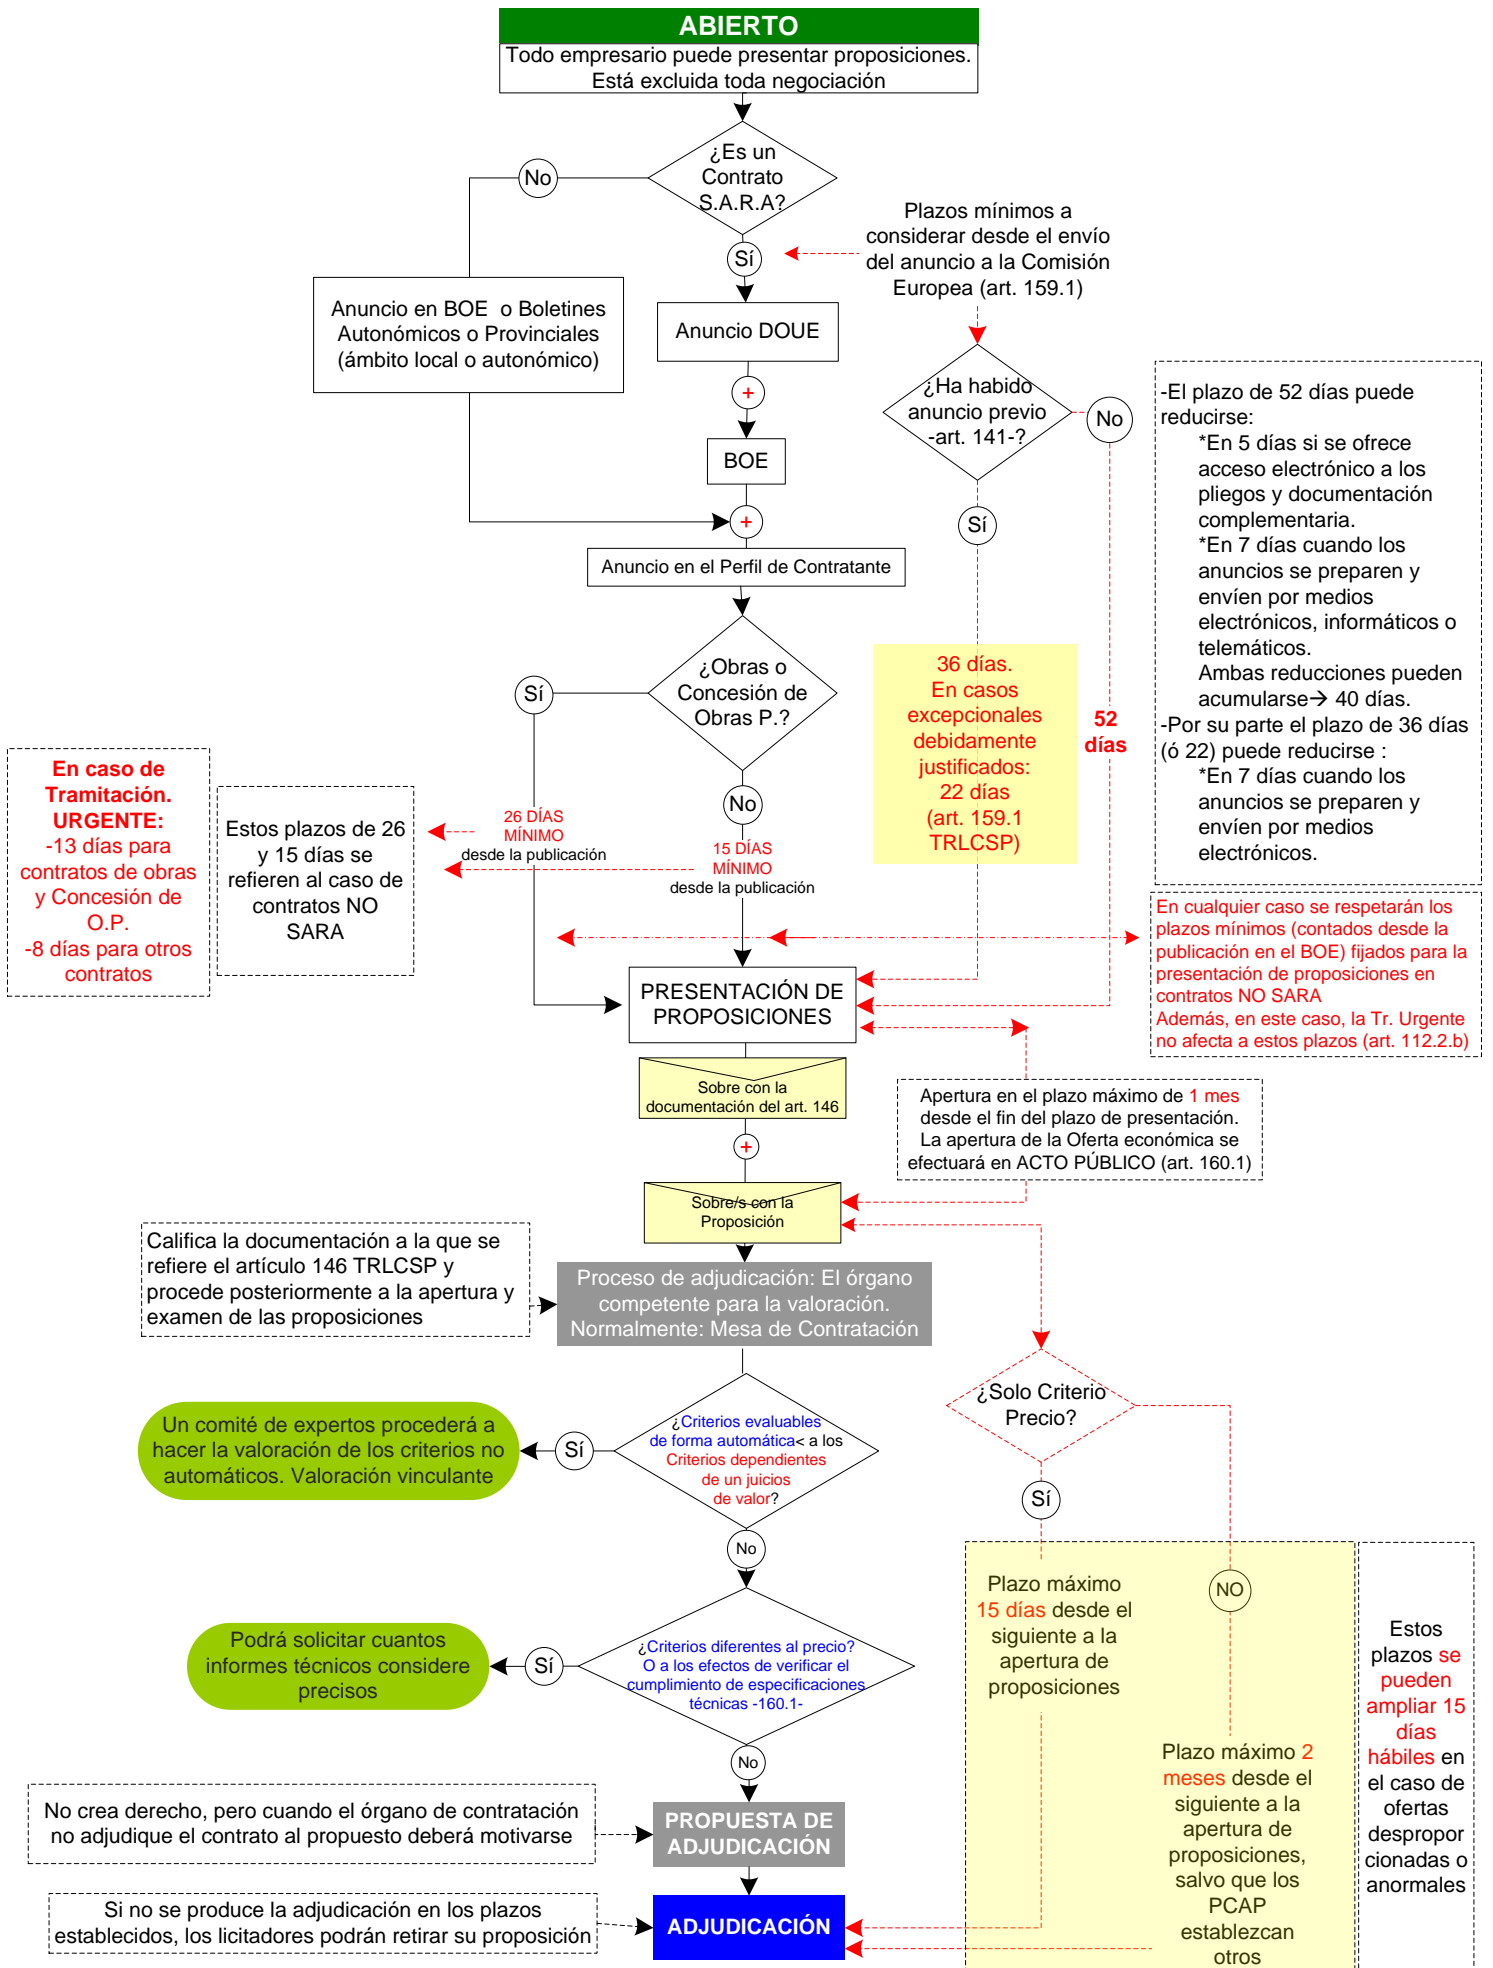 ABIERTO
Todo empresario puede presentar proposiciones.
Está excluida toda negociación
¿Es un
Contrato
S.A.R.A?
No
Sí
Plazos mínimos a
considerar desde el envío
del anuncio a la Comisión
Europea (art. 159.1)
Anuncio en BOE o Boletines
Autonómicos o Provinciales
(ámbito local o autonómico)
Anuncio DOUE
+
BOE
+
Anuncio en el Perfil de Contratante
¿Ha habido
anuncio previo
-art. 141-?
No
Sí
-El plazo de 52 días puede
reducirse:
*En 5 días si se ofrece
acceso electrónico a los
pliegos y documentación
complementaria.
*En 7 días cuando los
anuncios se preparen y
envíen por medios
electrónicos, informáticos o
telemáticos.
Ambas reducciones pueden
acumularse→ 40 días.
-Por su parte el plazo de 36 días
(ó 22) puede reducirse :
*En 7 días cuando los
anuncios se preparen y
envíen por medios
electrónicos.
¿Obras o
Concesión de
Obras P.?
Sí
No
36 días.
En casos
excepcionales
debidamente
justificados:
22 días
(art. 159.1
TRLCSP)
52
días
En caso de
Tramitación.
URGENTE:
-13 días para
contratos de obras
y Concesión de
O.P.
-8 días para otros
contratos
Estos plazos de 26
y 15 días se
refieren al caso de
contratos NO
SARA
26 DÍAS
MÍNIMO
desde la publicación
15 DÍAS
MÍNIMO
desde la publicación
En cualquier caso se respetarán los
plazos mínimos (contados desde la
publicación en el BOE) fijados para la
presentación de proposiciones en
contratos NO SARA
Además, en este caso, la Tr. Urgente
no afecta a estos plazos (art. 112.2.b)
PRESENTACIÓN DE
PROPOSICIONES
Sobre con la
documentación del art. 146
+
Sobre/s con la
Proposición
Apertura en el plazo máximo de 1 mes
desde el fin del plazo de presentación.
La apertura de la Oferta económica se
efectuará en ACTO PÚBLICO (art. 160.1)
Califica la documentación a la que se
refiere el artículo 146 TRLCSP y
procede posteriormente a la apertura y
examen de las proposiciones
Proceso de adjudicación: El órgano
competente para la valoración.
Normalmente: Mesa de Contratación
¿Solo Criterio
Precio?
Sí
NO
¿Criterios evaluables
de forma automática< a los
Criterios dependientes
de un juicios
de valor?
Sí
No
Un comité de expertos procederá a
hacer la valoración de los criterios no
automáticos. Valoración vinculante
¿Criterios diferentes al precio?
O a los efectos de verificar el
cumplimiento de especificaciones
técnicas -160.1-
Sí
No
Podrá solicitar cuantos
informes técnicos considere
precisos
Plazo máximo
15 días desde el
siguiente a la
apertura de
proposiciones
Plazo máximo 2
meses desde el
siguiente a la
apertura de
proposiciones,
salvo que los
PCAP
establezcan
otros
Estos
plazos se
pueden
ampliar 15
días
hábiles en
el caso de
ofertas
despropor
cionadas o
anormales
No crea derecho, pero cuando el órgano de contratación
no adjudique el contrato al propuesto deberá motivarse
PROPUESTA DE
ADJUDICACIÓN
Si no se produce la adjudicación en los plazos
establecidos, los licitadores podrán retirar su proposición
ADJUDICACIÓN